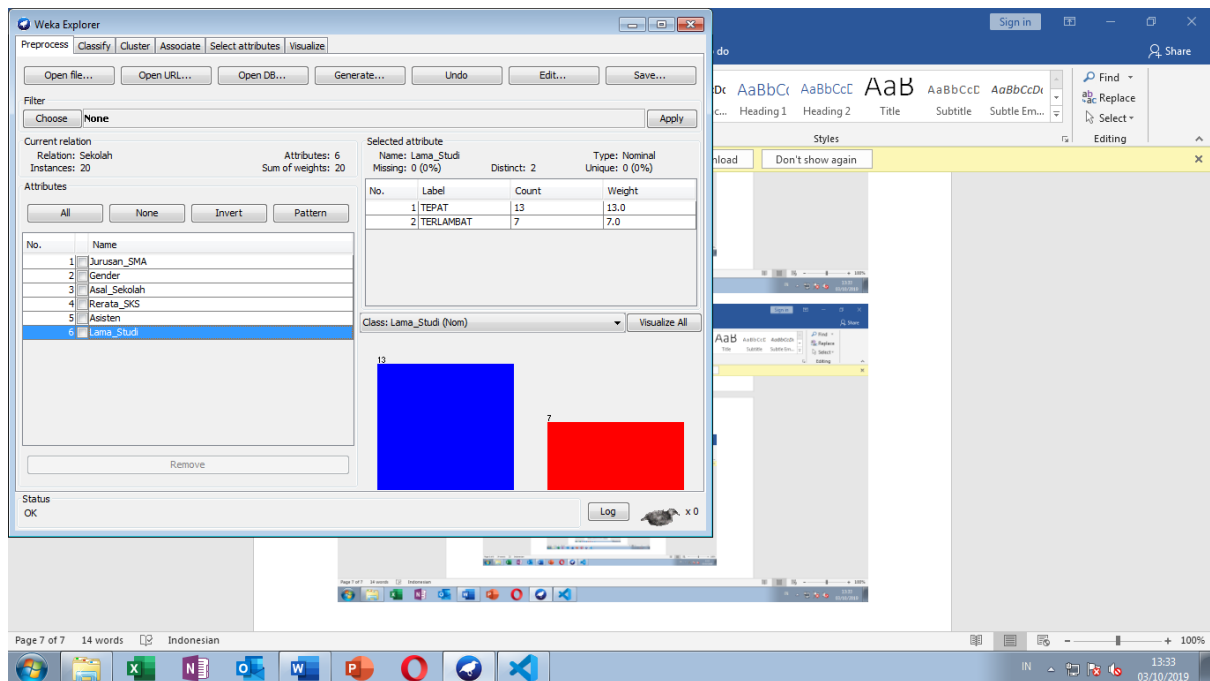 Weka Explorer
Preprocess Classify Cluster Associate Select attributes Visualize
Open file... Open URL... Open DB... Generate... Undo Edit... Save...
Filter
Choose None Apply
Current relation
Relation: Sekolah Attributes: 6
Instances: 20 Sum of weights: 20
Attributes
All None Invert Pattern
No. Name
1 Jurusan_SMA
2 Gender
3 Asal_Sekolah
4 Rerata_SKS
5 Asisten
6 Lama_Studi
Remove
Selected attribute
Name: Lama_Studi Type: Nominal
Missing: 0 (0%) Distinct: 2 Unique: 0 (0%)
No. Label Count Weight
1 TEPAT 13 13.0
2 TERLAMBAT 7 7.0
Class: Lama_Studi (Nom) Visualize All
13
7
Status
OK
Log x 0
Sign in
do Share
AaBbCc AaBbCcD AaB AaBbCcD AaBbCcDc
Heading 1 Heading 2 Title Subtitle Subtle Em...
Styles
Find
Replace
Select
Editing
nload Don't show again
Page 7 of 7 14 words Indonesian 100%
IN 13:33
03/10/2019